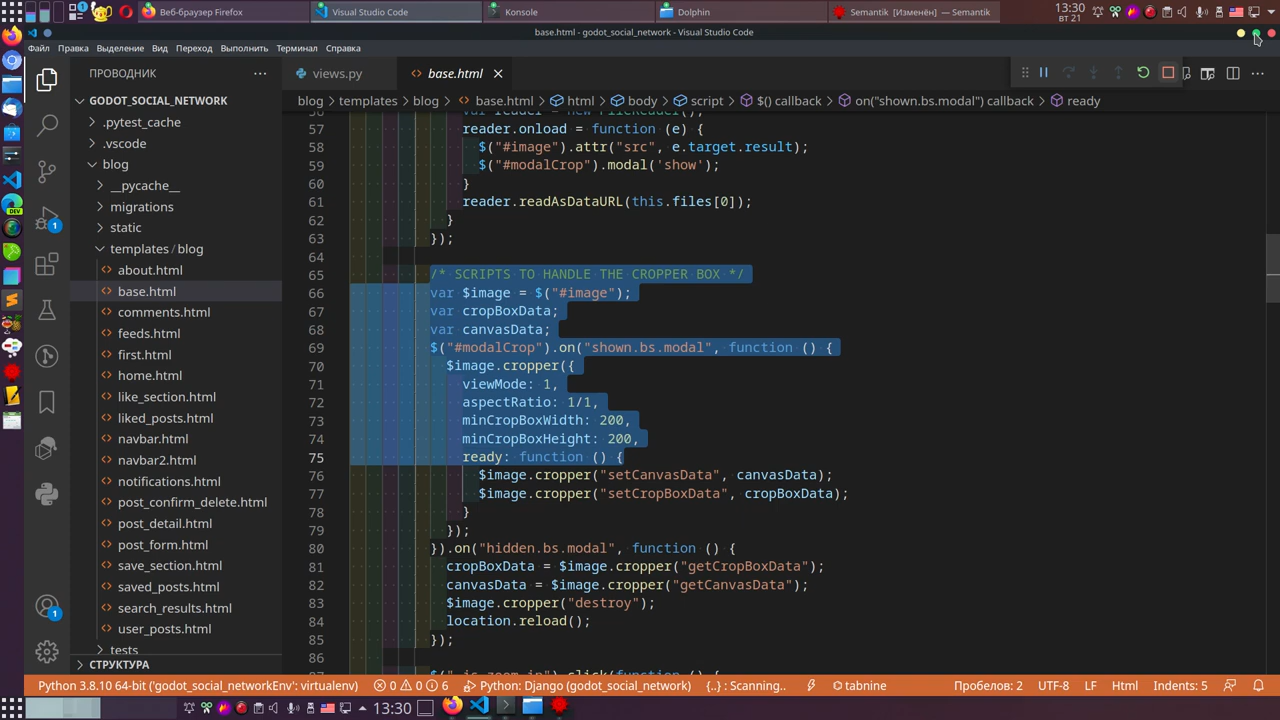 Веб-браузер Firefox
Visual Studio Code
Konsole
Dolphin
Semantik [Изменён] — Semantik
13:30
вт 21
base.html - godot_social_network - Visual Studio Code
Файл Правка Выделение Вид Переход Выполнить Терминал Справка
ПРОВОДНИК
views.py
base.html
blog > templates > blog > base.html > html > body > script > $() callback > on("shown.bs.modal") callback > ready
GODOT_SOCIAL_NETWORK
.pytest_cache
.vscode
blog
__pycache__
migrations
static
templates / blog
about.html
base.html
comments.html
feeds.html
first.html
home.html
like_section.html
liked_posts.html
navbar.html
navbar2.html
notifications.html
post_confirm_delete.html
post_detail.html
post_form.html
save_section.html
saved_posts.html
search_results.html
user_posts.html
tests
СТРУКТУРА
DEV
1
1
57 reader.onload = function (e) {
58 $("#image").attr("src", e.target.result);
59 $("#modalCrop").modal('show');
60 }
61 reader.readAsDataURL(this.files[0]);
62 }
63 });
64
65 /* SCRIPTS TO HANDLE THE CROPPER BOX */
66 var $image = $("#image");
67 var cropBoxData;
68 var canvasData;
69 $("#modalCrop").on("shown.bs.modal", function () {
70 $image.cropper({
71 viewMode: 1,
72 aspectRatio: 1/1,
73 minCropBoxWidth: 200,
74 minCropBoxHeight: 200,
75 ready: function () {
76 $image.cropper("setCanvasData", canvasData);
77 $image.cropper("setCropBoxData", cropBoxData);
78 }
79 });
80 }).on("hidden.bs.modal", function () {
81 cropBoxData = $image.cropper("getCropBoxData");
82 canvasData = $image.cropper("getCanvasData");
83 $image.cropper("destroy");
84 location.reload();
85 });
86
Python 3.8.10 64-bit ('godot_social_networkEnv': virtualenv) 0 0 6 Python: Django (godot_social_network) {..} : Scanning.. tabnine Пробелов: 2 UTF-8 LF Html Indents: 5
13:30